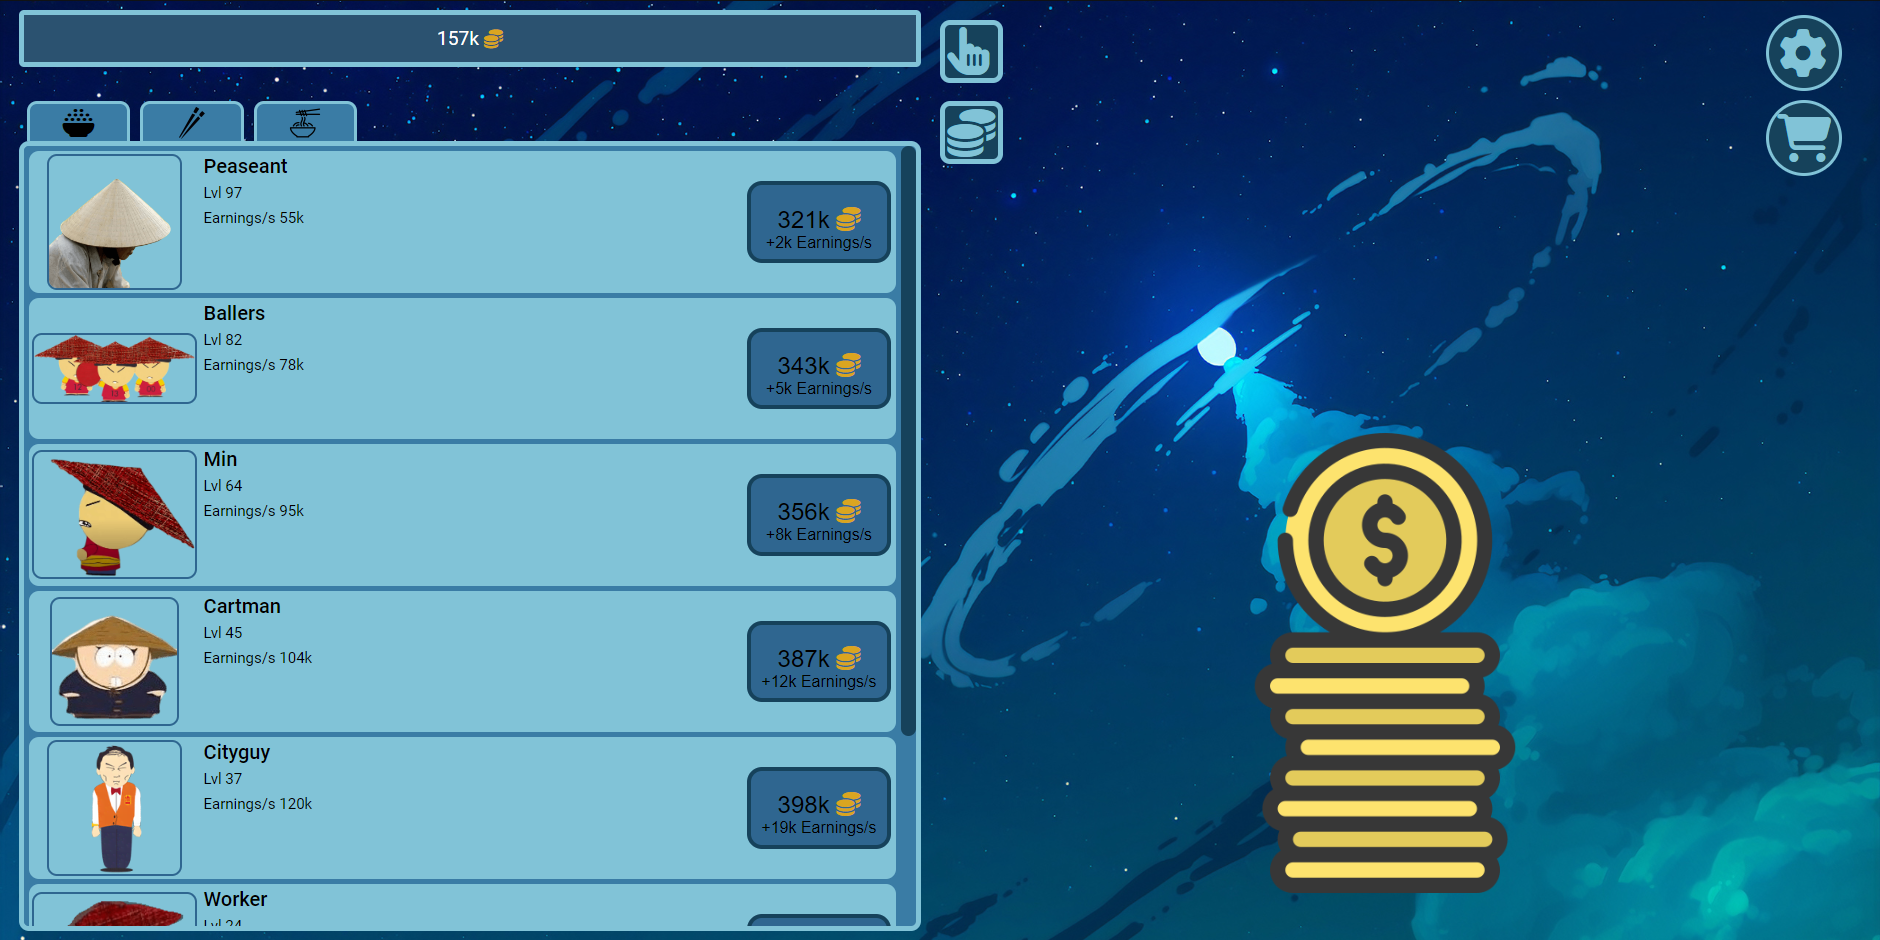 157k
Peaseant
Lvl 97
Earnings/s 55k
321k
+2k Earnings/s
Ballers
Lvl 82
Earnings/s 78k
343k
+5k Earnings/s
Min
Lvl 64
Earnings/s 95k
356k
+8k Earnings/s
Cartman
Lvl 45
Earnings/s 104k
387k
+12k Earnings/s
Cityguy
Lvl 37
Earnings/s 120k
398k
+19k Earnings/s
Worker
Lvl 24
$